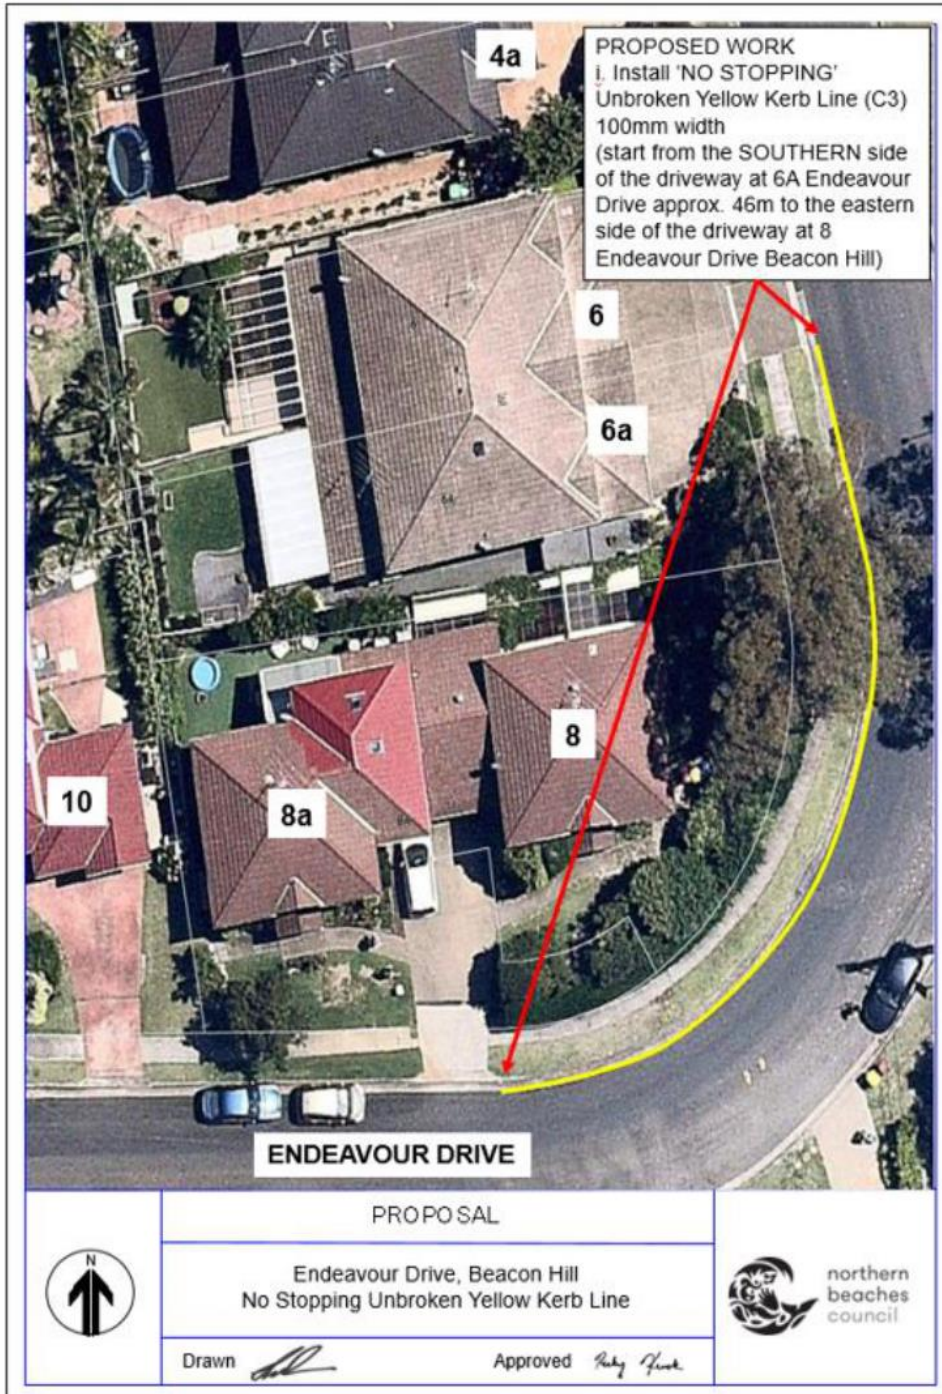 4a
PROPOSED WORK
i. Install 'NO STOPPING'
Unbroken Yellow Kerb Line (C3)
100mm width
(start from the SOUTHERN side
of the driveway at 6A Endeavour
Drive approx. 46m to the eastern
side of the driveway at 8
Endeavour Drive Beacon Hill)
6
6a
8
10
8a
ENDEAVOUR DRIVE
PROPOSAL
N
Endeavour Drive, Beacon Hill
No Stopping Unbroken Yellow Kerb Line
northern
beaches
council
Drawn
Approved